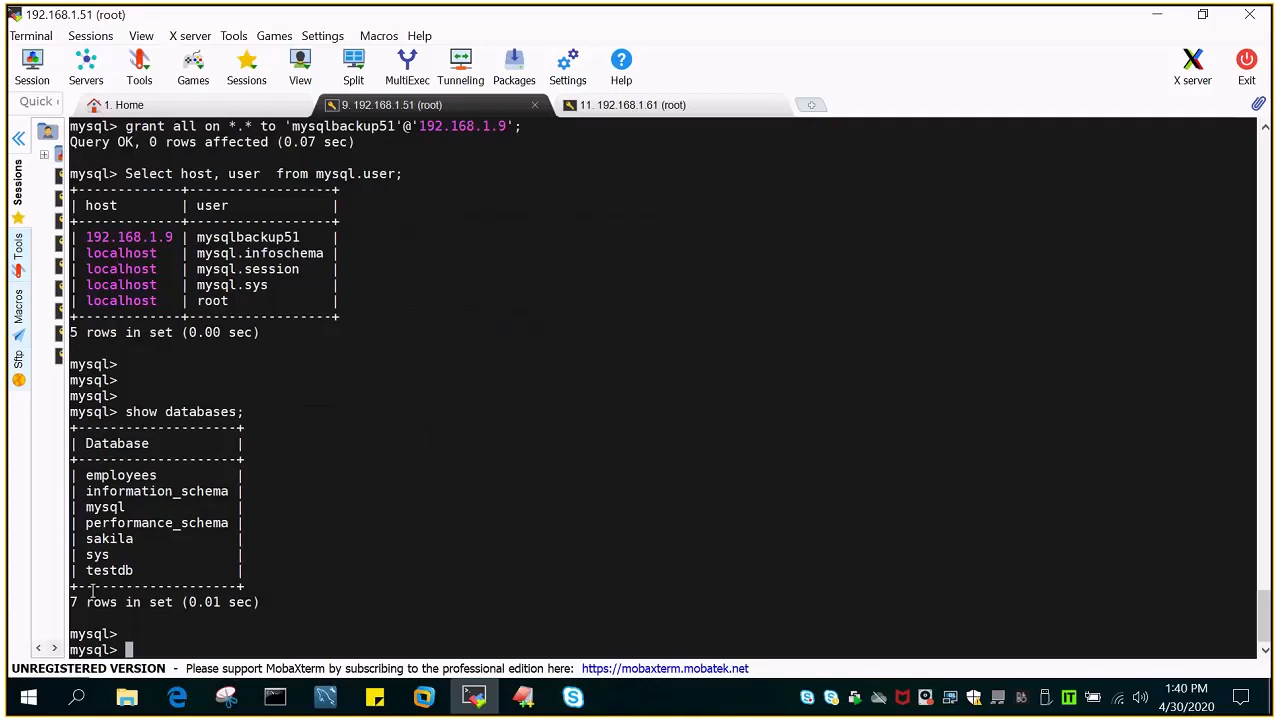 192.168.1.51 (root)
Terminal Sessions View X server Tools Games Settings Macros Help
Session Servers Tools Games Sessions View Split MultiExec Tunneling Packages Settings Help X server Exit
Quick
1. Home
9. 192.168.1.51 (root)
11. 192.168.1.61 (root)
Sessions
Tools
Macros
Sftp
mysql> grant all on *.* to 'mysqlbackup51'@'192.168.1.9';
Query OK, 0 rows affected (0.07 sec)
mysql> Select host, user  from mysql.user;
+-------------+------------------+
| host        | user             |
+-------------+------------------+
| 192.168.1.9 | mysqlbackup51    |
| localhost   | mysql.infoschema |
| localhost   | mysql.session    |
| localhost   | mysql.sys        |
| localhost   | root             |
+-------------+------------------+
5 rows in set (0.00 sec)
mysql>
mysql>
mysql>
mysql> show databases;
+--------------------+
| Database           |
+--------------------+
| employees          |
| information_schema |
| mysql              |
| performance_schema |
| sakila             |
| sys                |
| testdb             |
+--------------------+
7 rows in set (0.01 sec)
mysql>
mysql>
UNREGISTERED VERSION - Please support MobaXterm by subscribing to the professional edition here: https://mobaxterm.mobatek.net
1:40 PM
4/30/2020